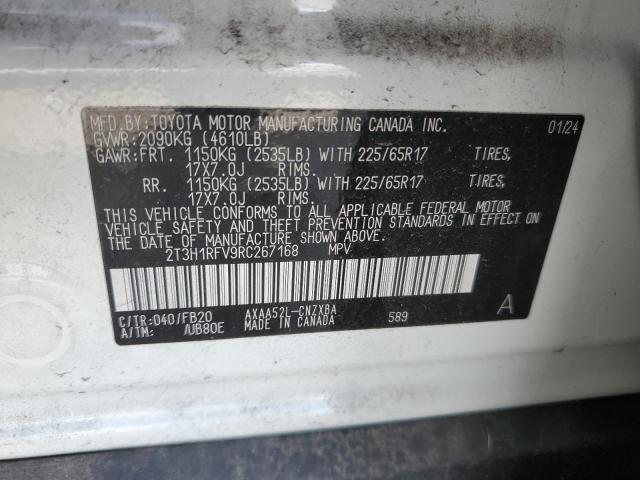 MFD.BY:TOYOTA MOTOR MANUFACTURING CANADA INC. 01/24
GVWR:2090KG (4610LB)
GAWR:FRT. 1150KG (2535LB) WITH 225/65R17 TIRES,
17X7.0J RIMS.
RR. 1150KG (2535LB) WITH 225/65R17 TIRES,
17X7.0J RIMS.
THIS VEHICLE CONFORMS TO ALL APPLICABLE FEDERAL MOTOR
VEHICLE SAFETY AND THEFT PREVENTION STANDARDS IN EFFECT ON
THE DATE OF MANUFACTURE SHOWN ABOVE.
2T3H1RFV9RC267168 MPV
C/TR:040/FB20 AXAA52L-CNZXBA 589 A
A/TM: /UB80E MADE IN CANADA